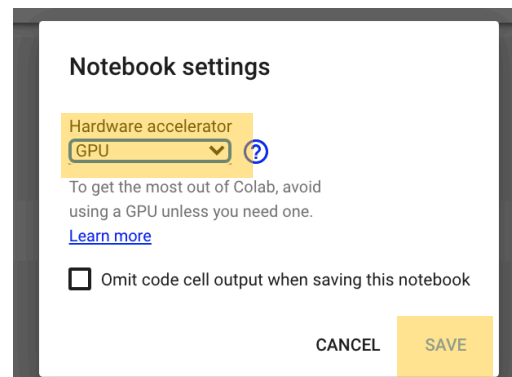 Notebook settings
Hardware accelerator
GPU
?
To get the most out of Colab, avoid
using a GPU unless you need one.
Learn more
Omit code cell output when saving this notebook
CANCEL SAVE